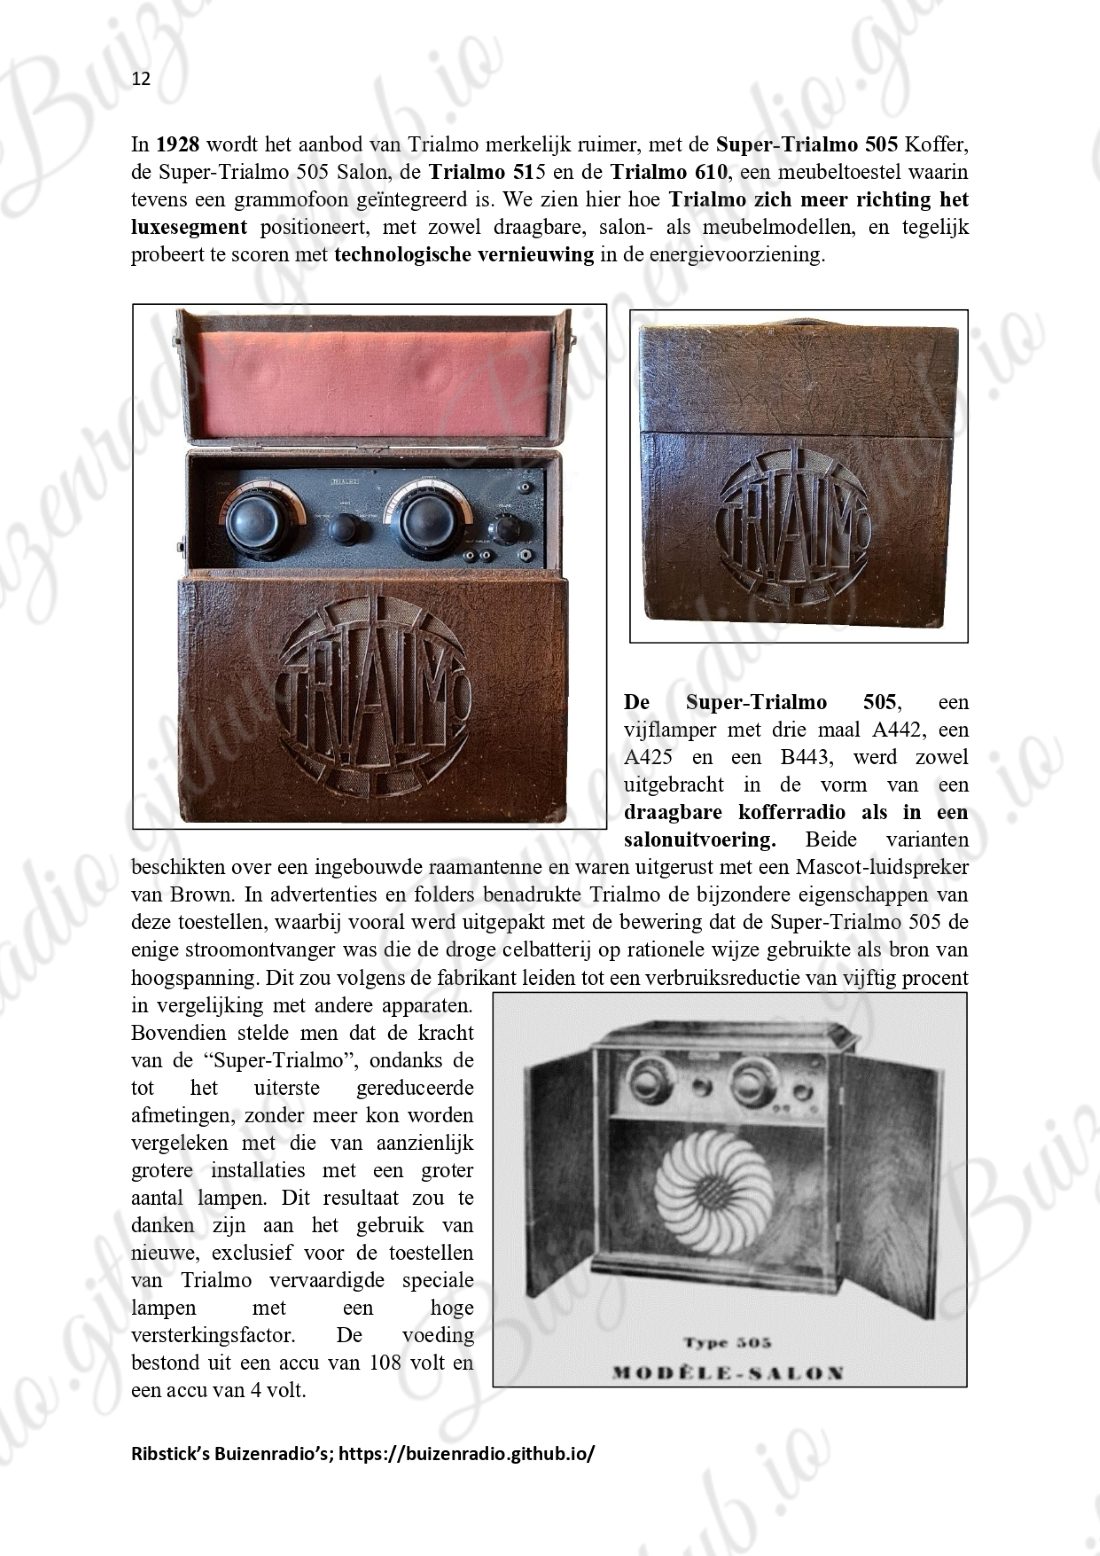 12
In 1928 wordt het aanbod van Trialmo merkelijk ruimer, met de Super-Trialmo 505 Koffer,
de Super-Trialmo 505 Salon, de Trialmo 515 en de Trialmo 610, een meubeltoestel waarin
tevens een grammofoon geïntegreerd is. We zien hier hoe Trialmo zich meer richting het
luxesegment positioneert, met zowel draagbare, salon- als meubelmodellen, en tegelijk
probeert te scoren met technologische vernieuwing in de energievoorziening.
TRIALMO
TRIALMO
TRIALMO
De Super-Trialmo 505, een
vijflamper met drie maal A442, een
A425 en een B443, werd zowel
uitgebracht in de vorm van een
draagbare kofferradio als in een
salonuitvoering. Beide varianten
beschikten over een ingebouwde raamantenne en waren uitgerust met een Mascot-luidspreker
van Brown. In advertenties en folders benadrukte Trialmo de bijzondere eigenschappen van
deze toestellen, waarbij vooral werd uitgepakt met de bewering dat de Super-Trialmo 505 de
enige stroomontvanger was die de droge celbatterij op rationele wijze gebruikte als bron van
hoogspanning. Dit zou volgens de fabrikant leiden tot een verbruiksreductie van vijftig procent
in vergelijking met andere apparaten.
Bovendien stelde men dat de kracht
van de “Super-Trialmo”, ondanks de
tot het uiterste gereduceerde
afmetingen, zonder meer kon worden
vergeleken met die van aanzienlijk
grotere installaties met een groter
aantal lampen. Dit resultaat zou te
danken zijn aan het gebruik van
nieuwe, exclusief voor de toestellen
van Trialmo vervaardigde speciale
lampen met een hoge
versterkingsfactor. De voeding
bestond uit een accu van 108 volt en
een accu van 4 volt.
Type 505
MODÈLE-SALON
Ribstick’s Buizenradio’s; https://buizenradio.github.io/